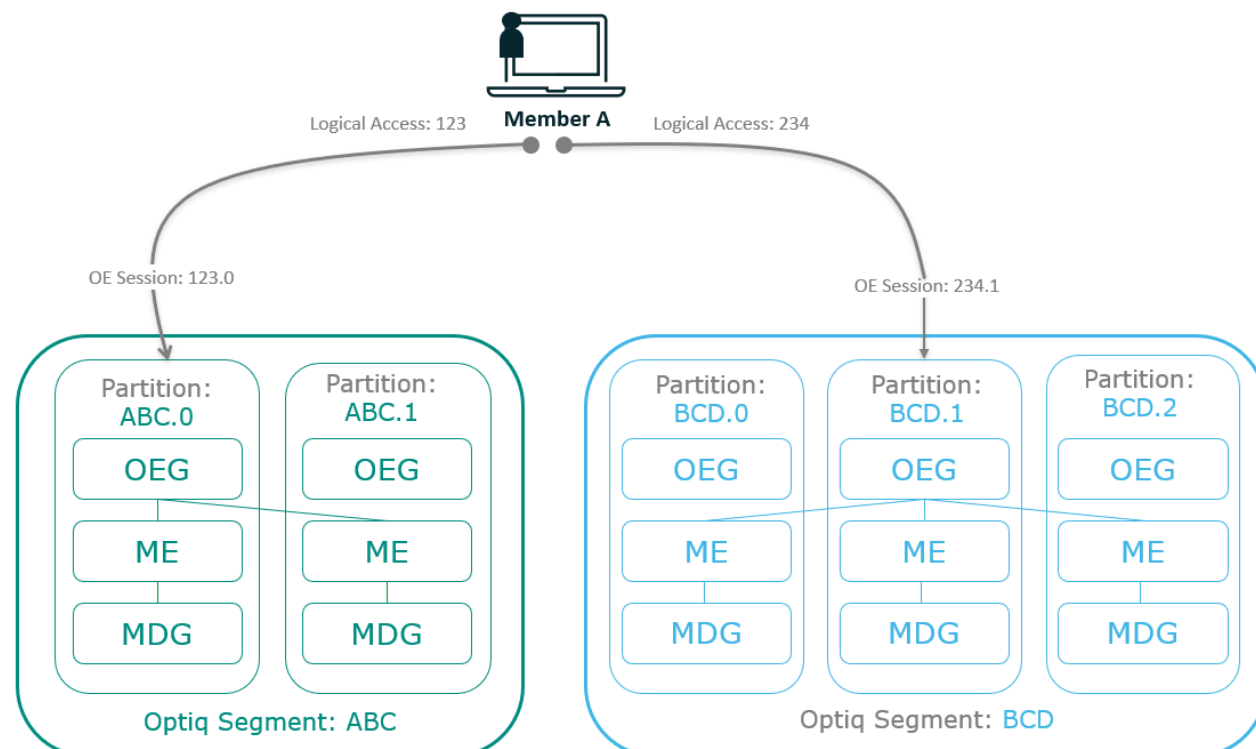 Member A
Logical Access: 123
Logical Access: 234
OE Session: 123.0
OE Session: 234.1
Partition:
ABC.0
OEG
ME
MDG
Partition:
ABC.1
OEG
ME
MDG
Optiq Segment: ABC
Partition:
BCD.0
OEG
ME
MDG
Partition:
BCD.1
OEG
ME
MDG
Partition:
BCD.2
OEG
ME
MDG
Optiq Segment: BCD